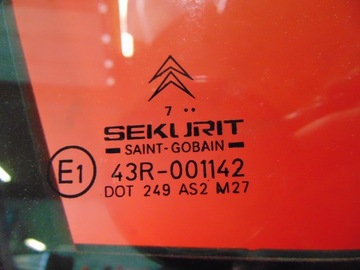 7 ••
SEKURIT
SAINT-GOBAIN
E1 43R-001142
DOT 249 AS2 M27